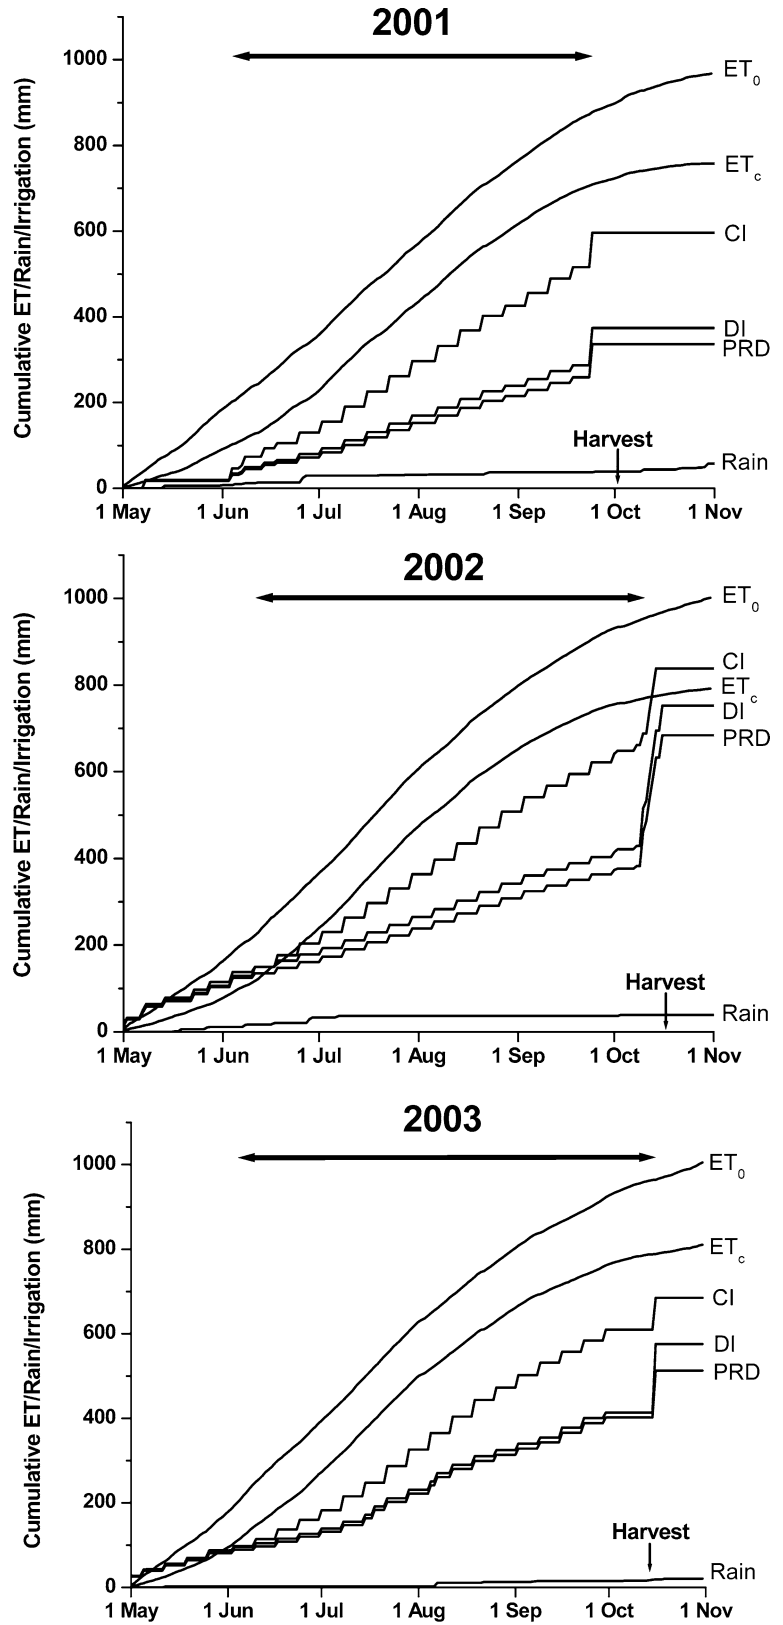 2001
Cumulative ET/Rain/Irrigation (mm)
1000
800
600
400
200
0
ET0
ETc
CI
DI
PRD
Harvest
Rain
1 May 1 Jun 1 Jul 1 Aug 1 Sep 1 Oct 1 Nov
2002
Cumulative ET/Rain/Irrigation (mm)
1000
800
600
400
200
0
ET0
CI
ETc
DI
PRD
Harvest
Rain
1 May 1 Jun 1 Jul 1 Aug 1 Sep 1 Oct 1 Nov
2003
Cumulative ET/Rain/Irrigation (mm)
1000
800
600
400
200
0
ET0
ETc
CI
DI
PRD
Harvest
Rain
1 May 1 Jun 1 Jul 1 Aug 1 Sep 1 Oct 1 Nov